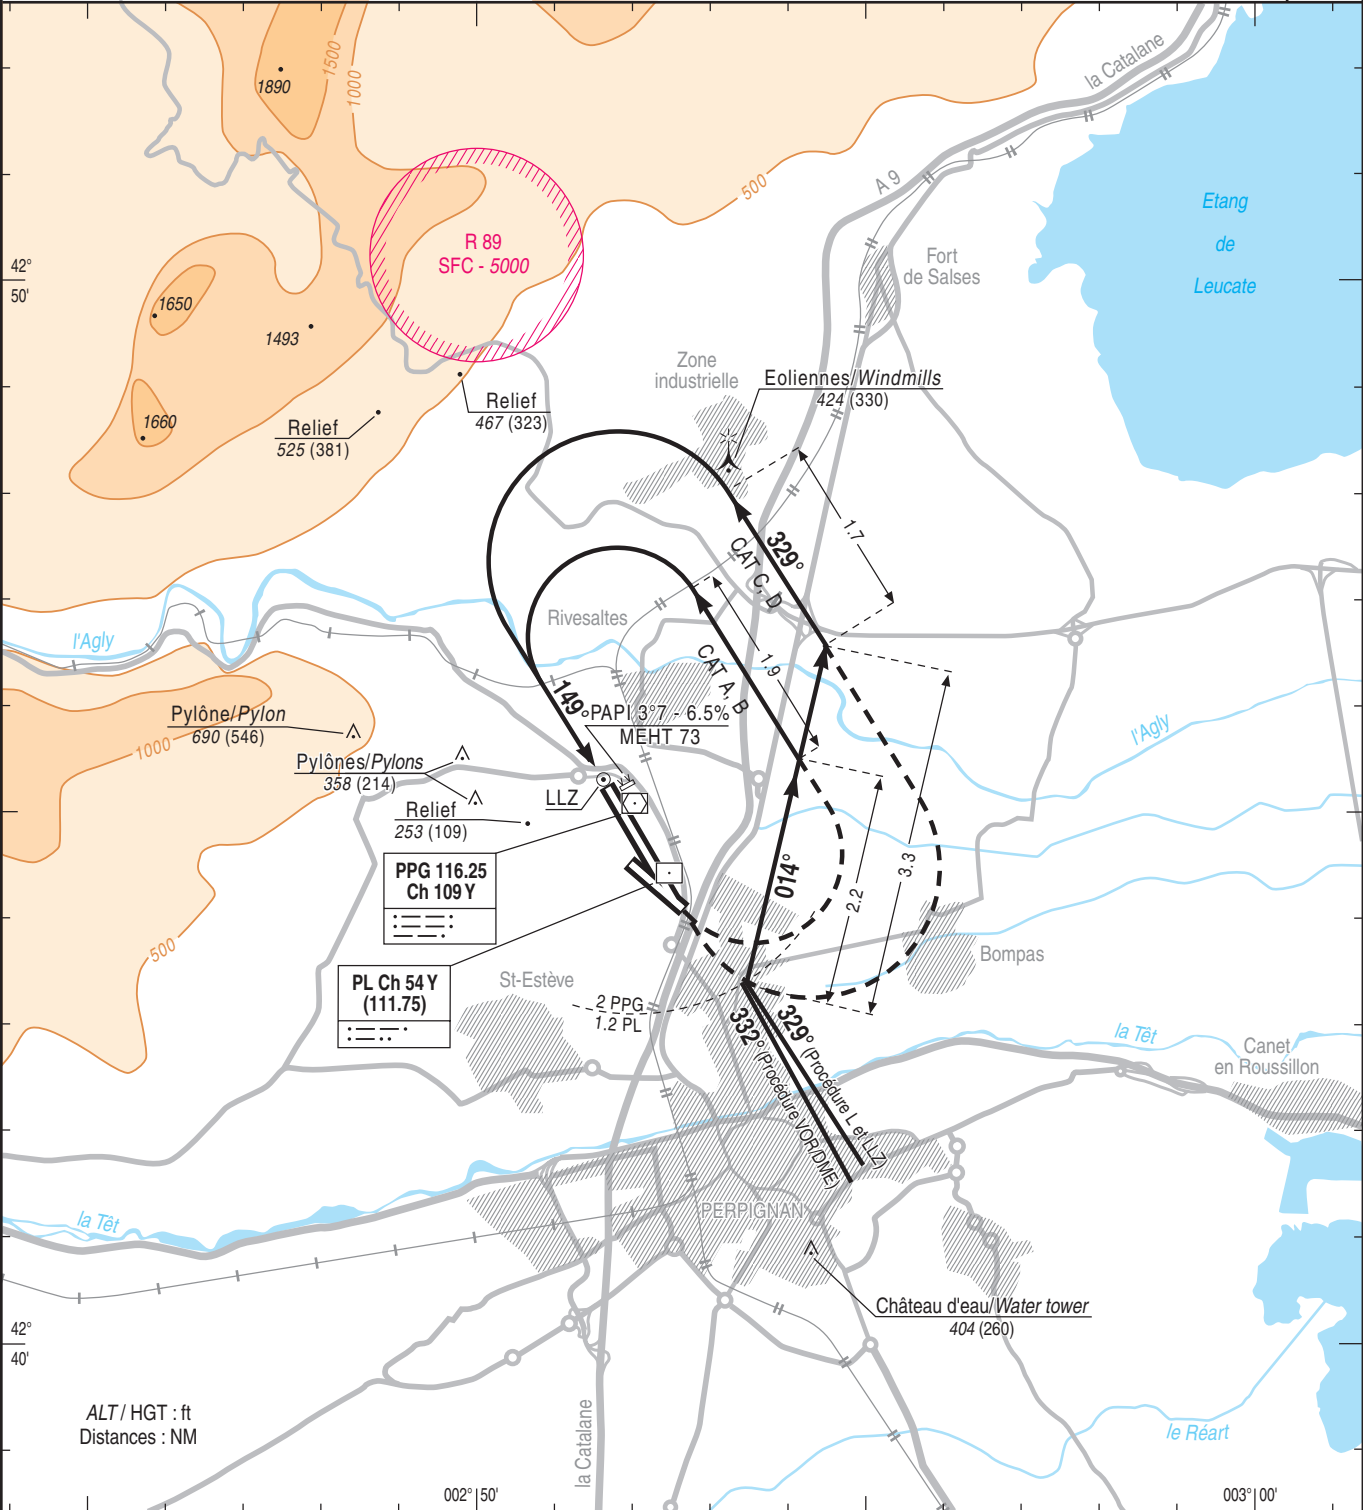 la Catalane
1500
1000
1890
500
A 9
Etang
de
Leucate
R 89
SFC - 5000
Fort
de Salses
42°
50'
1650
1493
Zone
industrielle
Eoliennes/Windmills
424 (330)
1660
Relief
467 (323)
Relief
525 (381)
1.7
329°
CAT C, D
Rivesaltes
l'Agly
1.9
CAT A, B
149°
PAPI 3°7 - 6.5%
MEHT 73
Pylône/Pylon
690 (546)
1000
l'Agly
Pylônes/Pylons
358 (214)
LLZ
Relief
253 (109)
PPG 116.25
Ch 109 Y
014°
2.2
3.3
500
Bompas
St-Estève
PL Ch 54 Y
(111.75)
2 PPG
1.2 PL
332° (Procédure VOR/DME)
329° (Procédure L et LLZ)
la Têt
Canet
en Roussillon
la Têt
PERPIGNAN
Château d'eau/Water tower
404 (260)
42°
40'
ALT / HGT : ft
Distances : NM
la Catalane
le Réart
002° 50'
003° 00'